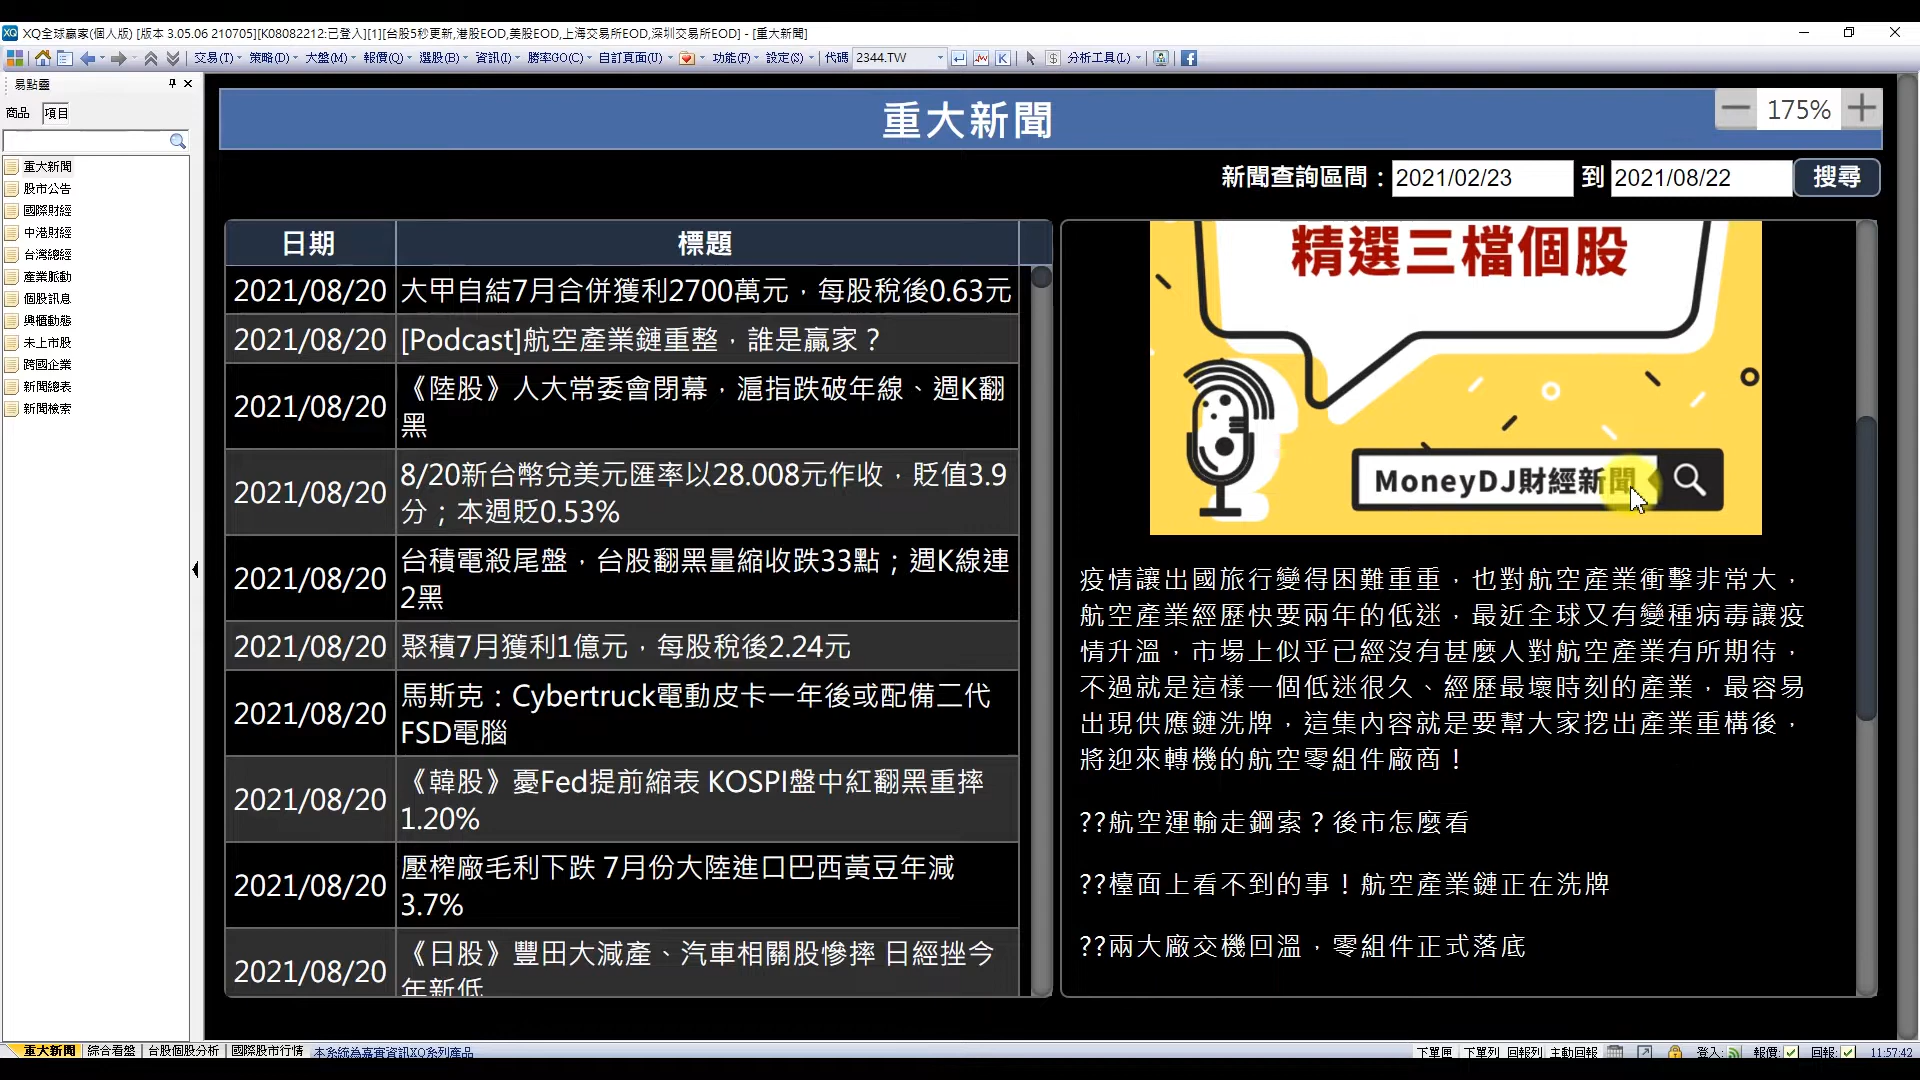 XQ全球贏家(個人版) [版本 3.05.06 210705][K08082212:已登入][1][台股5秒更新,港股EOD,美股EOD,上海交易所EOD,深圳交易所EOD] - [重大新聞]
交易(T) 策略(D) 大盤(M) 報價(Q) 選股(B) 資訊(I) 勝率GO(C) 自訂頁面(U) 功能(F) 設定(S) 代碼 2344.TW K $ 分析工具(L)
易點靈
商品 項目
重大新聞
股市公告
國際財經
中港財經
台灣總經
產業脈動
個股訊息
興櫃動態
未上市股
跨國企業
新聞總表
新聞檢索
重大新聞
175%
新聞查詢區間：2021/02/23 到 2021/08/22 搜尋
日期 標題
2021/08/20 大甲自結7月合併獲利2700萬元，每股稅後0.63元
2021/08/20 [Podcast]航空產業鏈重整，誰是贏家？
2021/08/20 《陸股》人大常委會閉幕，滬指跌破年線、週K翻
黑
2021/08/20 8/20新台幣兌美元匯率以28.008元作收，貶值3.9
分；本週貶0.53%
2021/08/20 台積電殺尾盤，台股翻黑量縮收跌33點；週K線連
2黑
2021/08/20 聚積7月獲利1億元，每股稅後2.24元
2021/08/20 馬斯克：Cybertruck電動皮卡一年後或配備二代
FSD電腦
2021/08/20 《韓股》憂Fed提前縮表 KOSPI盤中紅翻黑重摔
1.20%
2021/08/20 壓榨廠毛利下跌 7月份大陸進口巴西黃豆年減
3.7%
2021/08/20 《日股》豐田大減產、汽車相關股慘摔 日經挫今
年新低
精選三檔個股
MoneyDJ財經新聞
疫情讓出國旅行變得困難重重，也對航空產業衝擊非常大，
航空產業經歷快要兩年的低迷，最近全球又有變種病毒讓疫
情升溫，市場上似乎已經沒有甚麼人對航空產業有所期待，
不過就是這樣一個低迷很久、經歷最壞時刻的產業，最容易
出現供應鏈洗牌，這集內容就是要幫大家挖出產業重構後，
將迎來轉機的航空零組件廠商！
??航空運輸走鋼索？後市怎麼看
??檯面上看不到的事！航空產業鏈正在洗牌
??兩大廠交機回溫，零組件正式落底
重大新聞 綜合看盤 台股個股分析 國際股市行情 本系統為嘉實資訊XQ系列產品
下單匣 下單列 回報列 主動回報 登入: 報價: 回報: 11:57:42